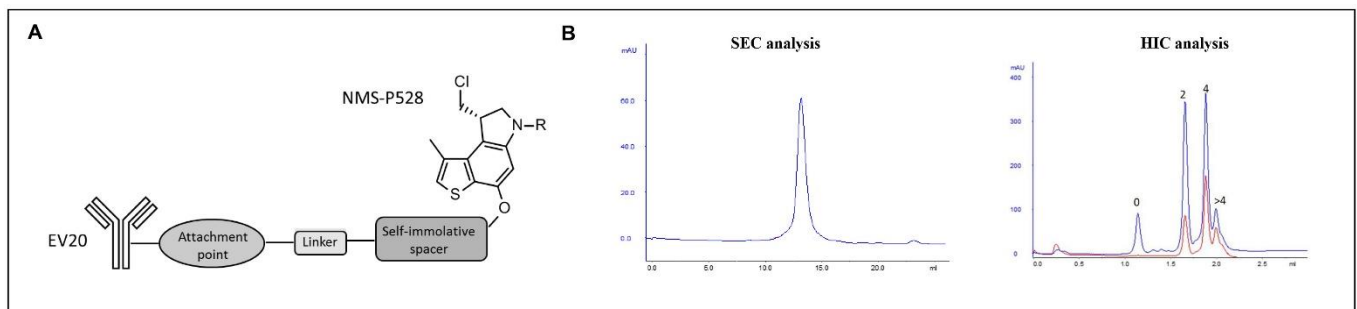 A
NMS-P528
Cl
N-R
S
O
EV20
Attachment
point
Linker
Self-immolative
spacer
B
SEC analysis
mAU
60.0
40.0
20.0
0.0
0.0 5.0 10.0 15.0 20.0 ml
HIC analysis
mAU
400
300
200
100
0
0 2 4 >4
0.0 0.5 1.0 1.5 2.0 2.5 ml